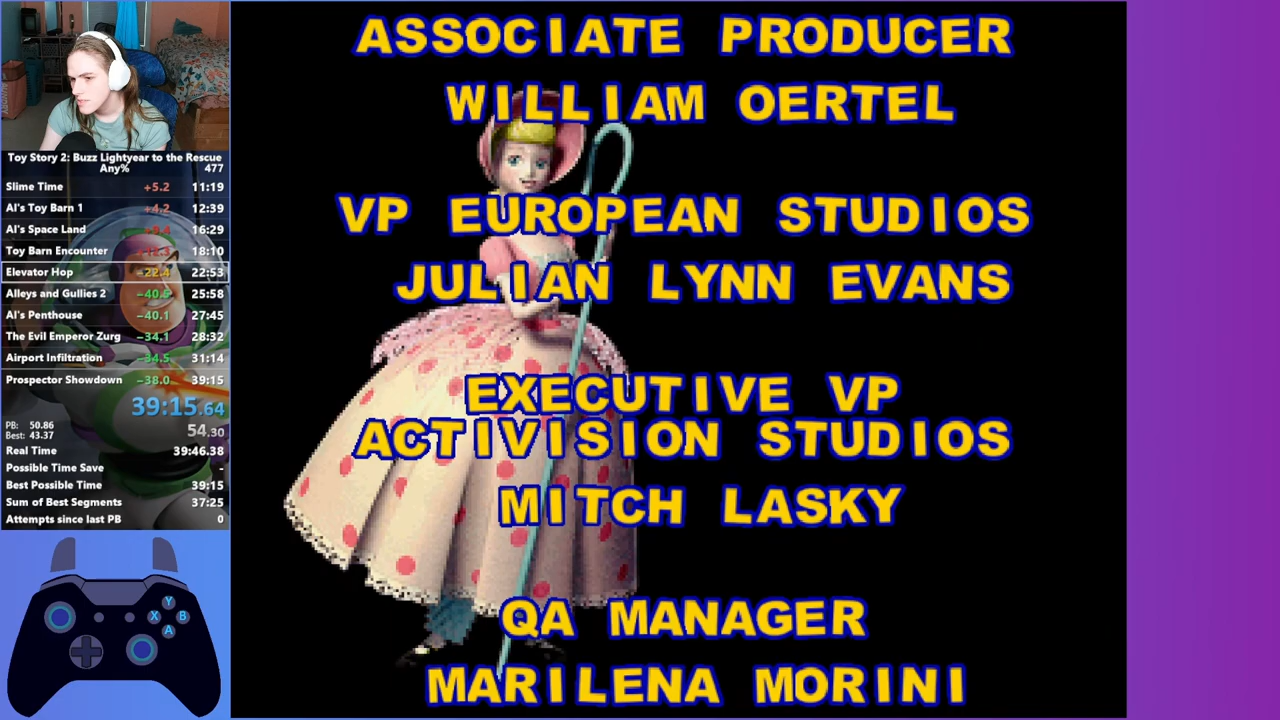 ASSOCIATE PRODUCER
WILLIAM OERTEL
VP EUROPEAN STUDIOS
JULIAN LYNN EVANS
EXECUTIVE VP
ACTIVISION STUDIOS
MITCH LASKY
QA MANAGER
MARILENA MORINI
Toy Story 2: Buzz Lightyear to the Rescue
Any% 477
Slime Time +5.2 11:19
Al's Toy Barn 1 +4.2 12:39
Al's Space Land 16:29
Toy Barn Encounter 18:10
Elevator Hop −22.4 22:53
Alleys and Gullies 2 25:58
Al's Penthouse −40.1 27:45
The Evil Emperor Zurg −34.1 28:32
Airport Infiltration −34.5 31:14
Prospector Showdown −38.0 39:15
39:15.64
PB: 50.86
Best: 43.37
54.30
Real Time 39:46.38
Possible Time Save -
Best Possible Time 39:15
Sum of Best Segments 37:25
Attempts since last PB 0
Y
X B
A